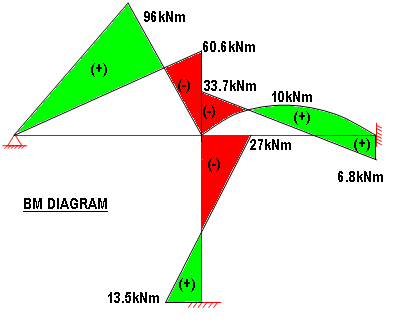 96kNm
60.6kNm
(+)
(-)
33.7kNm
10kNm
(-)
(+)
(+)
27kNm
(-)
6.8kNm
BM DIAGRAM
(+)
13.5kNm